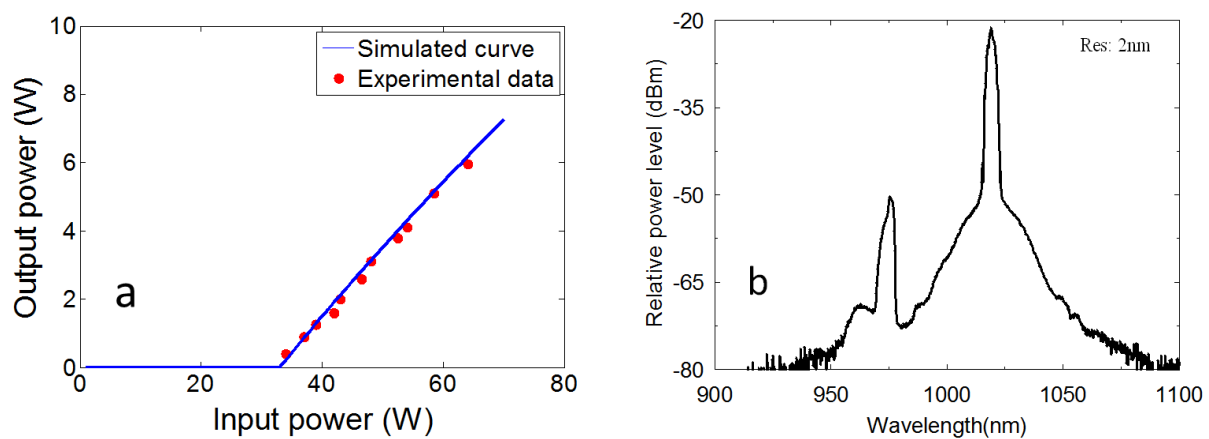 10
8
6
4
2
0
Output power (W)
Simulated curve
Experimental data
a
0 20 40 60 80
Input power (W)
-20
-35
-50
-65
-80
Relative power level (dBm)
Res: 2nm
b
900 950 1000 1050 1100
Wavelength(nm)